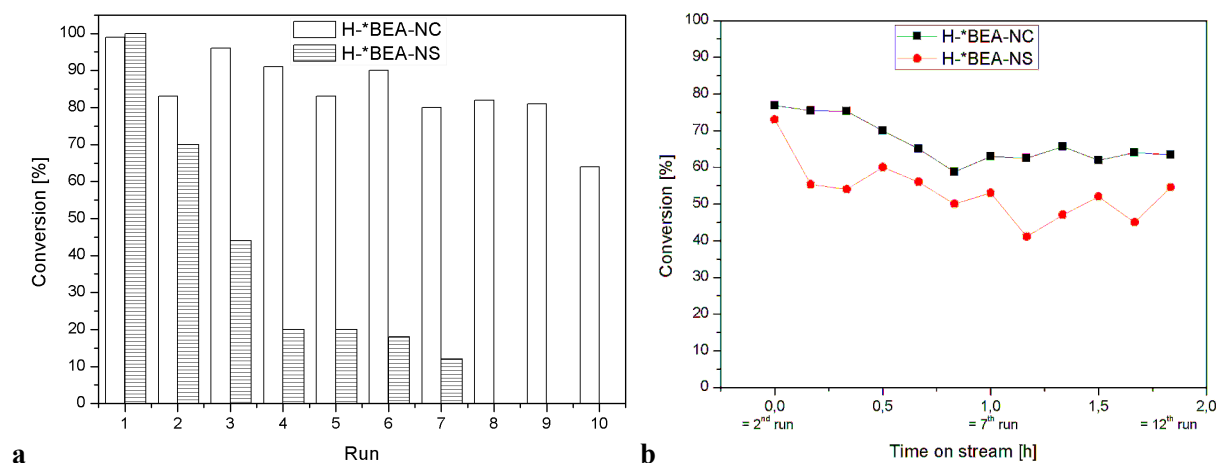 H-*BEA-NC
H-*BEA-NS
Conversion [%]
100
90
80
70
60
50
40
30
20
10
0
1 2 3 4 5 6 7 8 9 10
Run
a
H-*BEA-NC
H-*BEA-NS
Conversion [%]
100
90
80
70
60
50
40
30
20
10
0
0,0 0,5 1,0 1,5 2,0
= 2nd run = 7th run = 12th run
Time on stream [h]
b